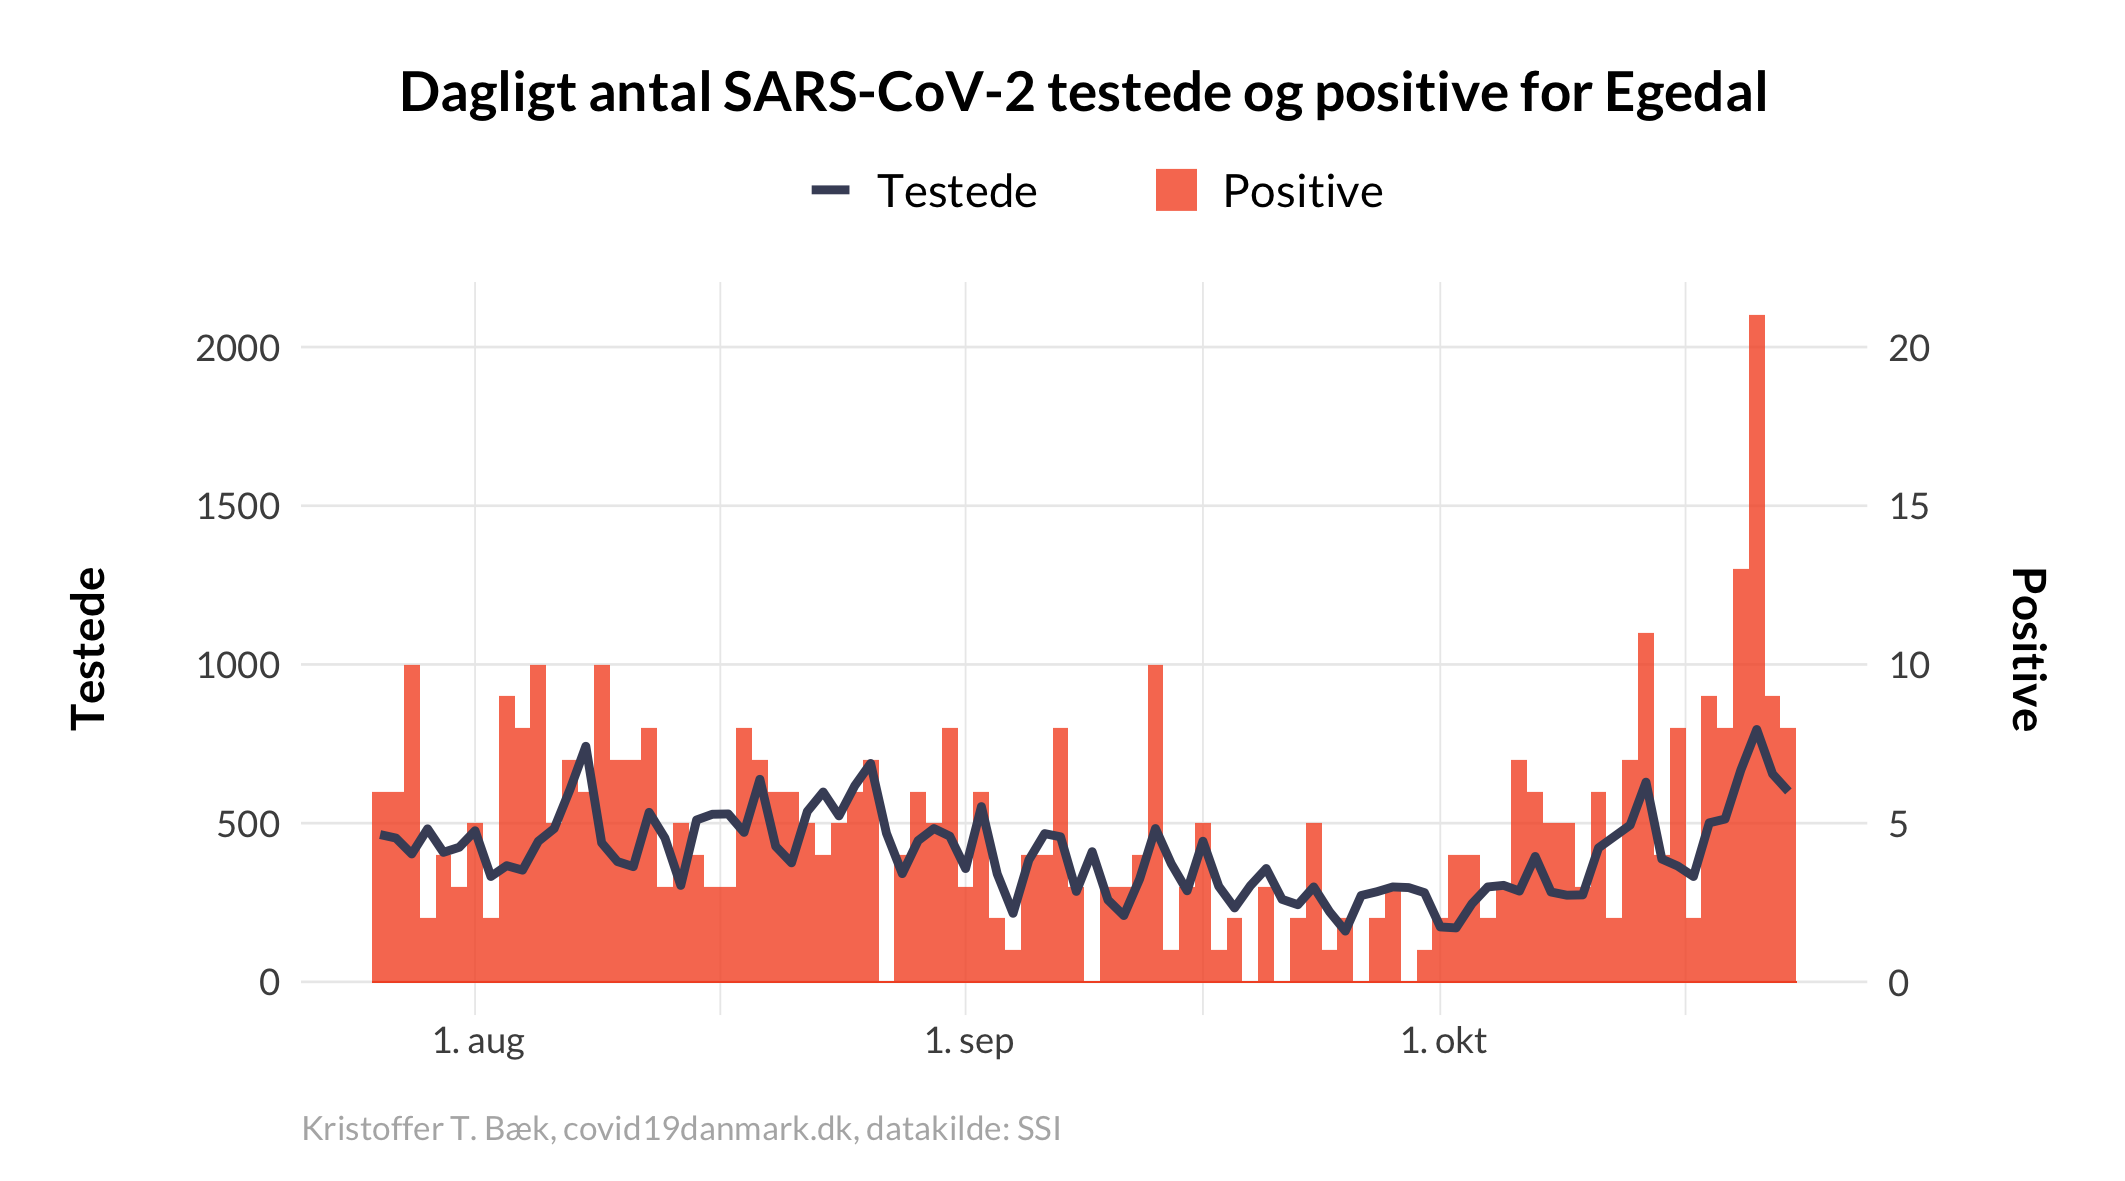 Dagligt antal SARS-CoV-2 testede og positive for Egedal
Testede
Positive
2000
1500
1000
500
0
Testede
20
15
10
5
0
Positive
1. aug
1. sep
1. okt
Kristoffer T. Bæk, covid19danmark.dk, datakilde: SSI